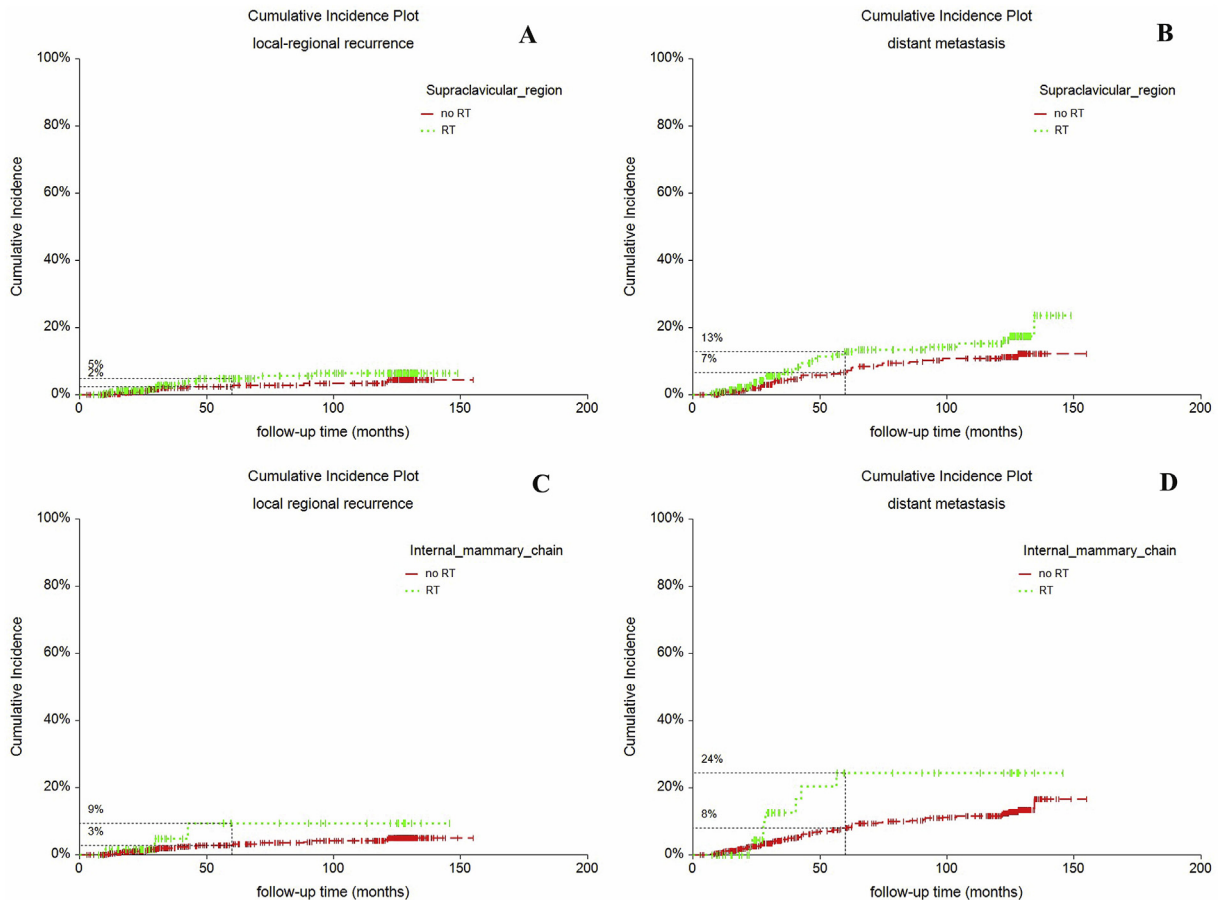 Cumulative Incidence Plot
local-regional recurrence
A
100%
80%
60%
40%
20%
0%
Cumulative Incidence
Supraclavicular_region
no RT
RT
5%
2%
0 50 100 150 200
follow-up time (months)
Cumulative Incidence Plot
distant metastasis
B
100%
80%
60%
40%
20%
0%
Cumulative Incidence
Supraclavicular_region
no RT
RT
13%
7%
0 50 100 150 200
follow-up time (months)
Cumulative Incidence Plot
local regional recurrence
C
100%
80%
60%
40%
20%
0%
Cumulative Incidence
Internal_mammary_chain
no RT
RT
9%
3%
0 50 100 150 200
follow-up time (months)
Cumulative Incidence Plot
distant metastasis
D
100%
80%
60%
40%
20%
0%
Cumulative Incidence
Internal_mammary_chain
no RT
RT
24%
8%
0 50 100 150 200
follow-up time (months)